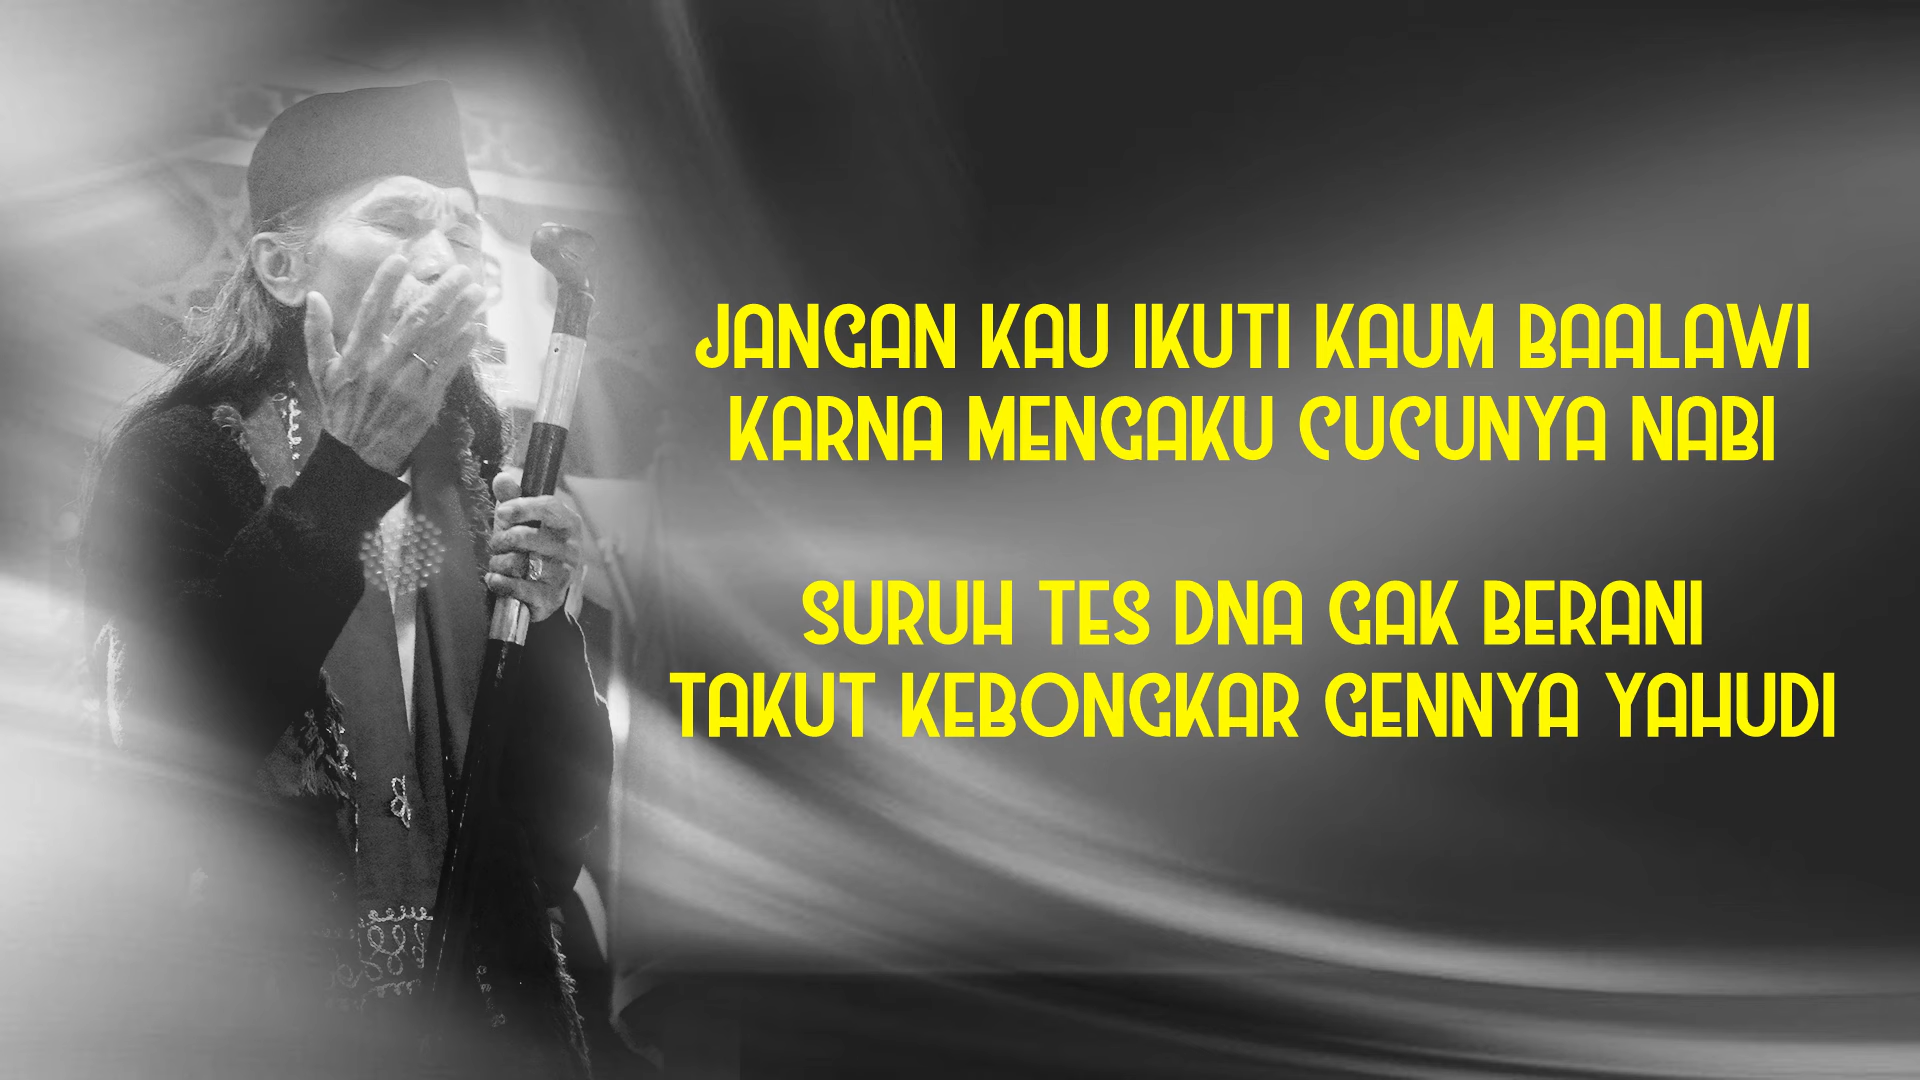 JANGAN KAU IKUTI KAUM BAALAWI
KARNA MENGAKU CUCUNYA NABI
SURUH TES DNA GAK BERANI
TAKUT KEBONGKAR GENNYA YAHUDI